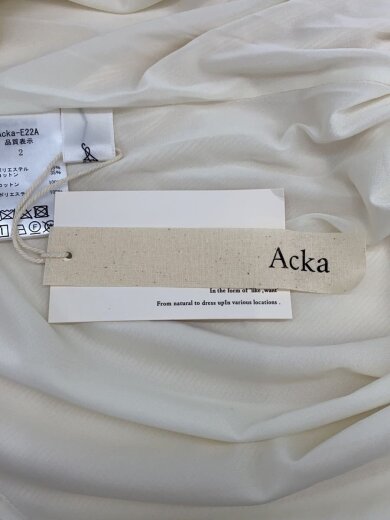 Acka-E22A
品質表示
2
ポリエステル
コットン
コットン
ポリエステル
Acka
In the form of "like ,want"
From natural to dress upIn various locations .